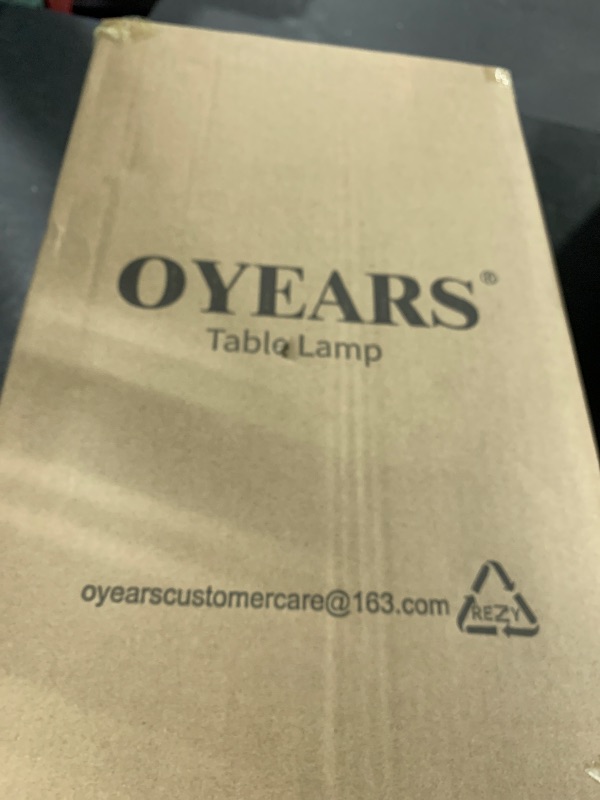 OYEARS®
Table Lamp
oyearscustomercare@163.com
REZY